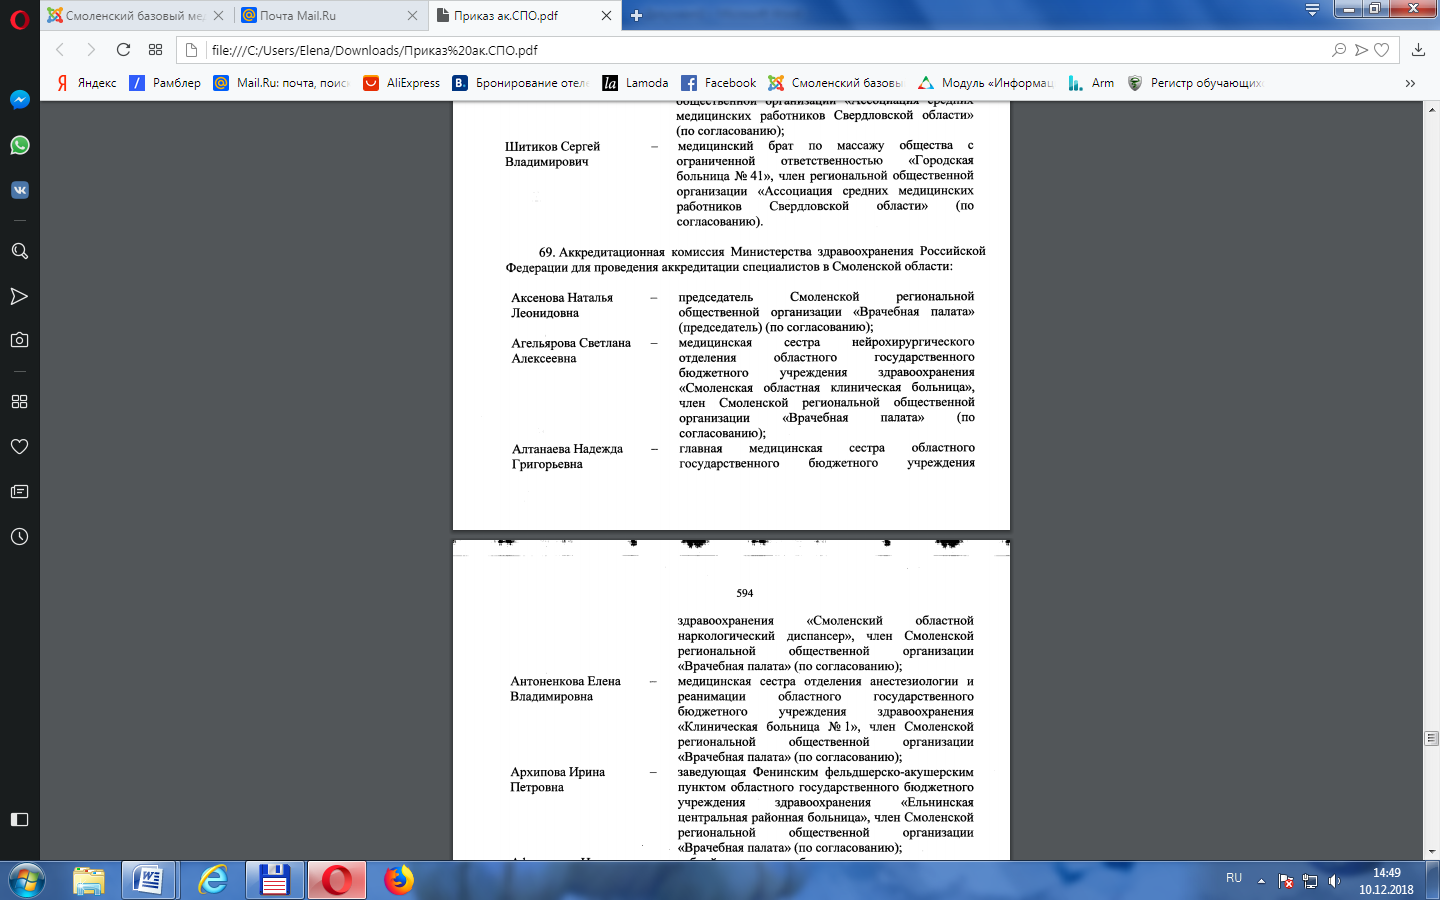 Смоленский базовый мед
Почта Mail.Ru
Приказ ак.СПО.pdf
file:///C:/Users/Elena/Downloads/Приказ%20ак.СПО.pdf
Яндекс
Рамблер
Mail.Ru: почта, поиск
AliExpress
Бронирование отеле
Lamoda
Facebook
Смоленский базовы
Модуль «Информац
Arm
Регистр обучающихс
общественной организации «Ассоциация средних
медицинских работников Свердловской области»
(по согласованию);
Шитиков Сергей – медицинский брат по массажу общества с
Владимирович ограниченной ответственностью «Городская
больница № 41», член региональной общественной
организации «Ассоциация средних медицинских
работников Свердловской области» (по
согласованию).
69. Аккредитационная комиссия Министерства здравоохранения Российской
Федерации для проведения аккредитации специалистов в Смоленской области:
Аксенова Наталья – председатель Смоленской региональной
Леонидовна общественной организации «Врачебная палата»
(председатель) (по согласованию);
Агельярова Светлана – медицинская сестра нейрохирургического
Алексеевна отделения областного государственного
бюджетного учреждения здравоохранения
«Смоленская областная клиническая больница»,
член Смоленской региональной общественной
организации «Врачебная палата» (по
согласованию);
Алтанаева Надежда – главная медицинская сестра областного
Григорьевна государственного бюджетного учреждения
594
здравоохранения «Смоленский областной
наркологический диспансер», член Смоленской
региональной общественной организации
«Врачебная палата» (по согласованию);
Антоненкова Елена – медицинская сестра отделения анестезиологии и
Владимировна реанимации областного государственного
бюджетного учреждения здравоохранения
«Клиническая больница № 1», член Смоленской
региональной общественной организации
«Врачебная палата» (по согласованию);
Архипова Ирина – заведующая Фенинским фельдшерско-акушерским
Петровна пунктом областного государственного бюджетного
учреждения здравоохранения «Ельнинская
центральная районная больница», член Смоленской
региональной общественной организации
«Врачебная палата» (по согласованию);
RU
14:49
10.12.2018